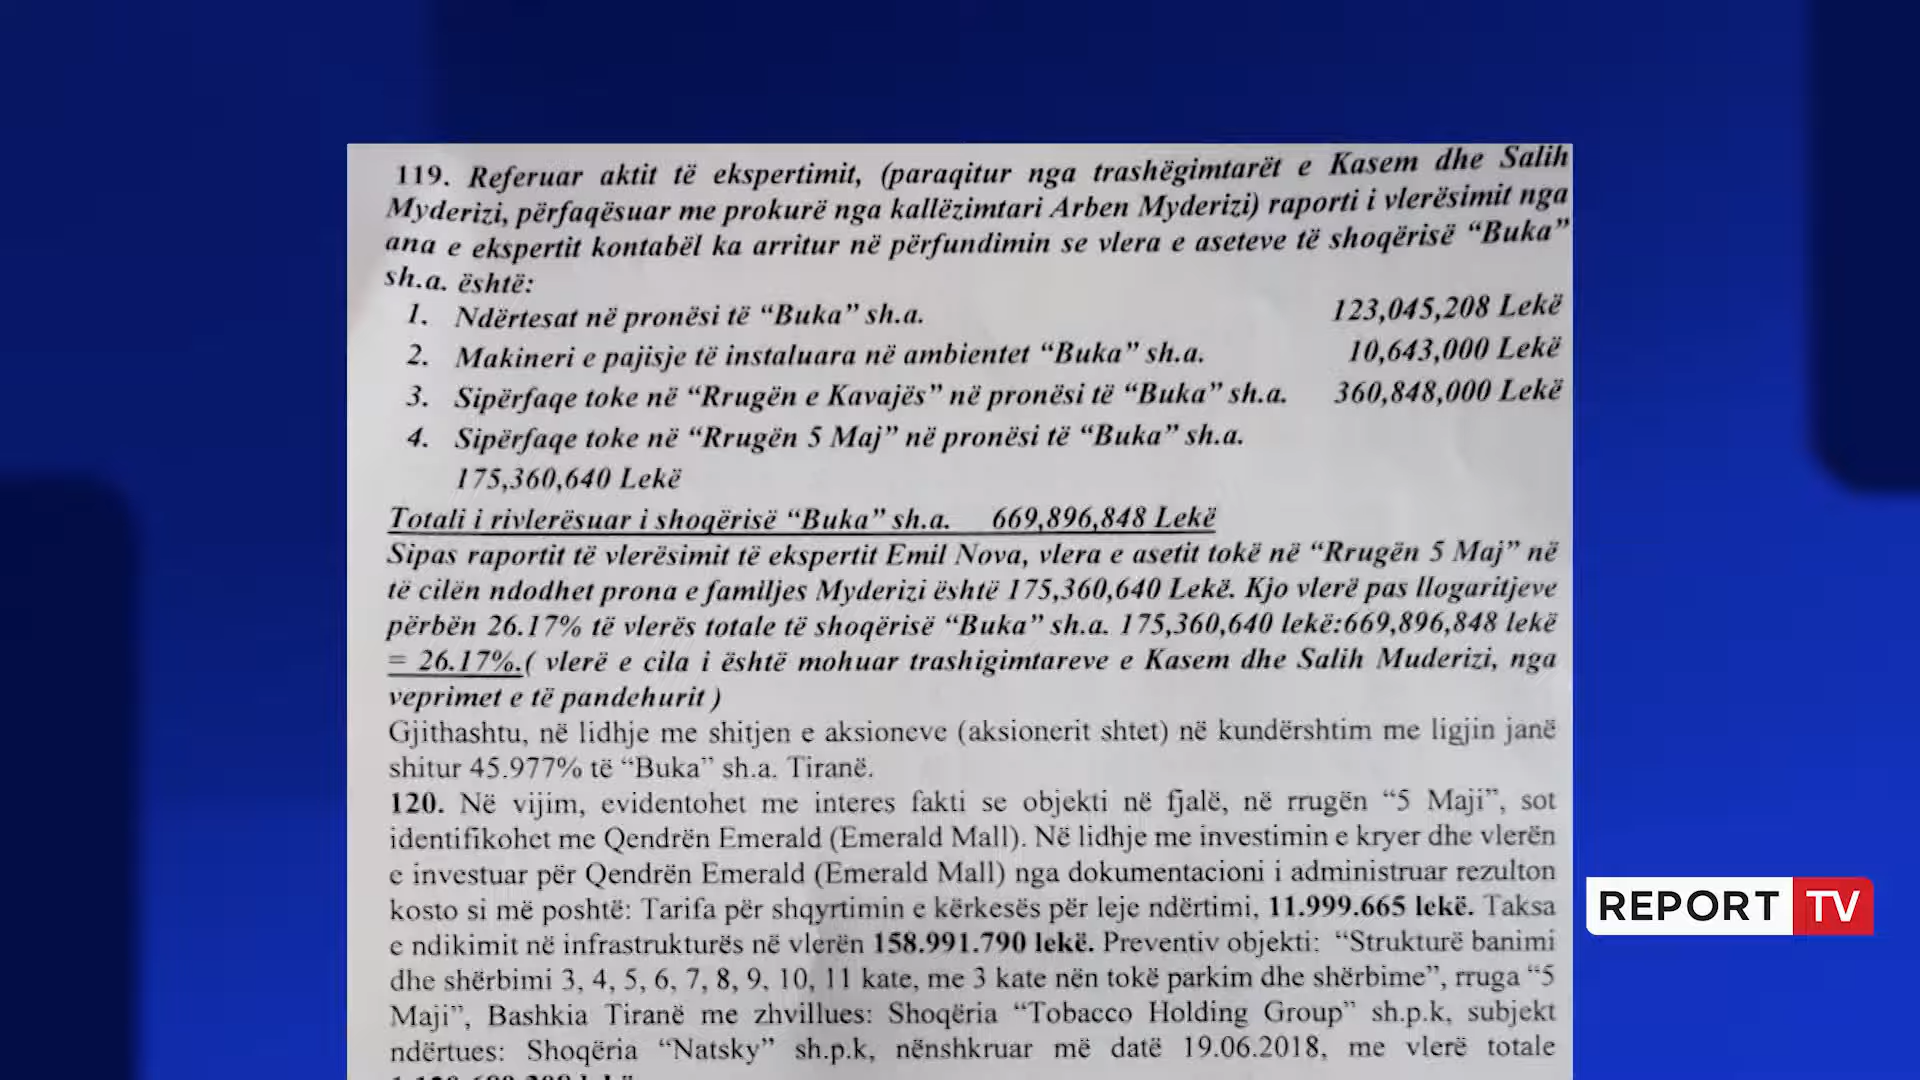 119. Referuar aktit të ekspertimit, (paraqitur nga trashëgimtarët e Kasem dhe Salih
Myderizi, përfaqësuar me prokurë nga kallëzimtari Arben Myderizi) raporti i vlerësimit nga
ana e ekspertit kontabël ka arritur në përfundimin se vlera e aseteve të shoqërisë “Buka”
sh.a. është:
1. Ndërtesat në pronësi të “Buka” sh.a. 123,045,208 Lekë
2. Makineri e pajisje të instaluara në ambientet “Buka” sh.a. 10,643,000 Lekë
3. Sipërfaqe toke në “Rrugën e Kavajës” në pronësi të “Buka” sh.a. 360,848,000 Lekë
4. Sipërfaqe toke në “Rrugën 5 Maj” në pronësi të “Buka” sh.a.
175,360,640 Lekë
Totali i rivlerësuar i shoqërisë “Buka” sh.a. 669,896,848 Lekë
Sipas raportit të vlerësimit të ekspertit Emil Nova, vlera e asetit tokë në “Rrugën 5 Maj” në
të cilën ndodhet prona e familjes Myderizi është 175,360,640 Lekë. Kjo vlerë pas llogaritjeve
përbën 26.17% të vlerës totale të shoqërisë “Buka” sh.a. 175,360,640 lekë:669,896,848 lekë
= 26.17%.( vlerë e cila i është mohuar trashigimtareve e Kasem dhe Salih Muderizi, nga
veprimet e të pandehurit )
Gjithashtu, në lidhje me shitjen e aksioneve (aksionerit shtet) në kundërshtim me ligjin janë
shitur 45.977% të “Buka” sh.a. Tiranë.
120. Në vijim, evidentohet me interes fakti se objekti në fjalë, në rrugën “5 Maji”, sot
identifikohet me Qendrën Emerald (Emerald Mall). Në lidhje me investimin e kryer dhe vlerën
e investuar për Qendrën Emerald (Emerald Mall) nga dokumentacioni i administruar rezulton
kosto si më poshtë: Tarifa për shqyrtimin e kërkesës për leje ndërtimi, 11.999.665 lekë. Taksa
e ndikimit në infrastrukturës në vlerën 158.991.790 lekë. Preventiv objekti: “Strukturë banimi
dhe shërbimi 3, 4, 5, 6, 7, 8, 9, 10, 11 kate, me 3 kate nën tokë parkim dhe shërbime”, rruga “5
Maji”, Bashkia Tiranë me zhvillues: Shoqëria “Tobacco Holding Group” sh.p.k, subjekt
ndërtues: Shoqëria “Natsky” sh.p.k, nënshkruar më datë 19.06.2018, me vlerë totale
REPORT TV